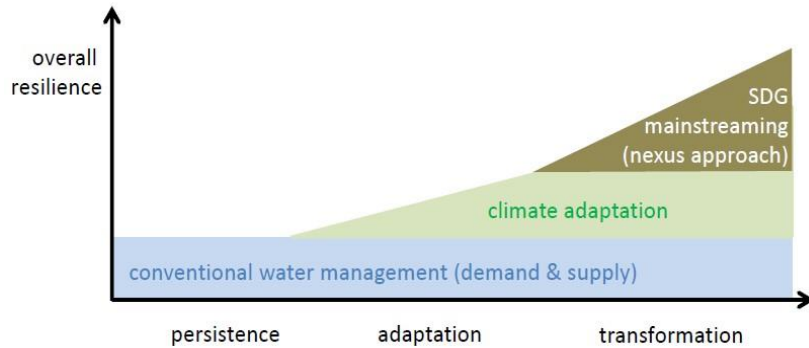 overall
resilience
SDG
mainstreaming
(nexus approach)
climate adaptation
conventional water management (demand & supply)
persistence adaptation transformation